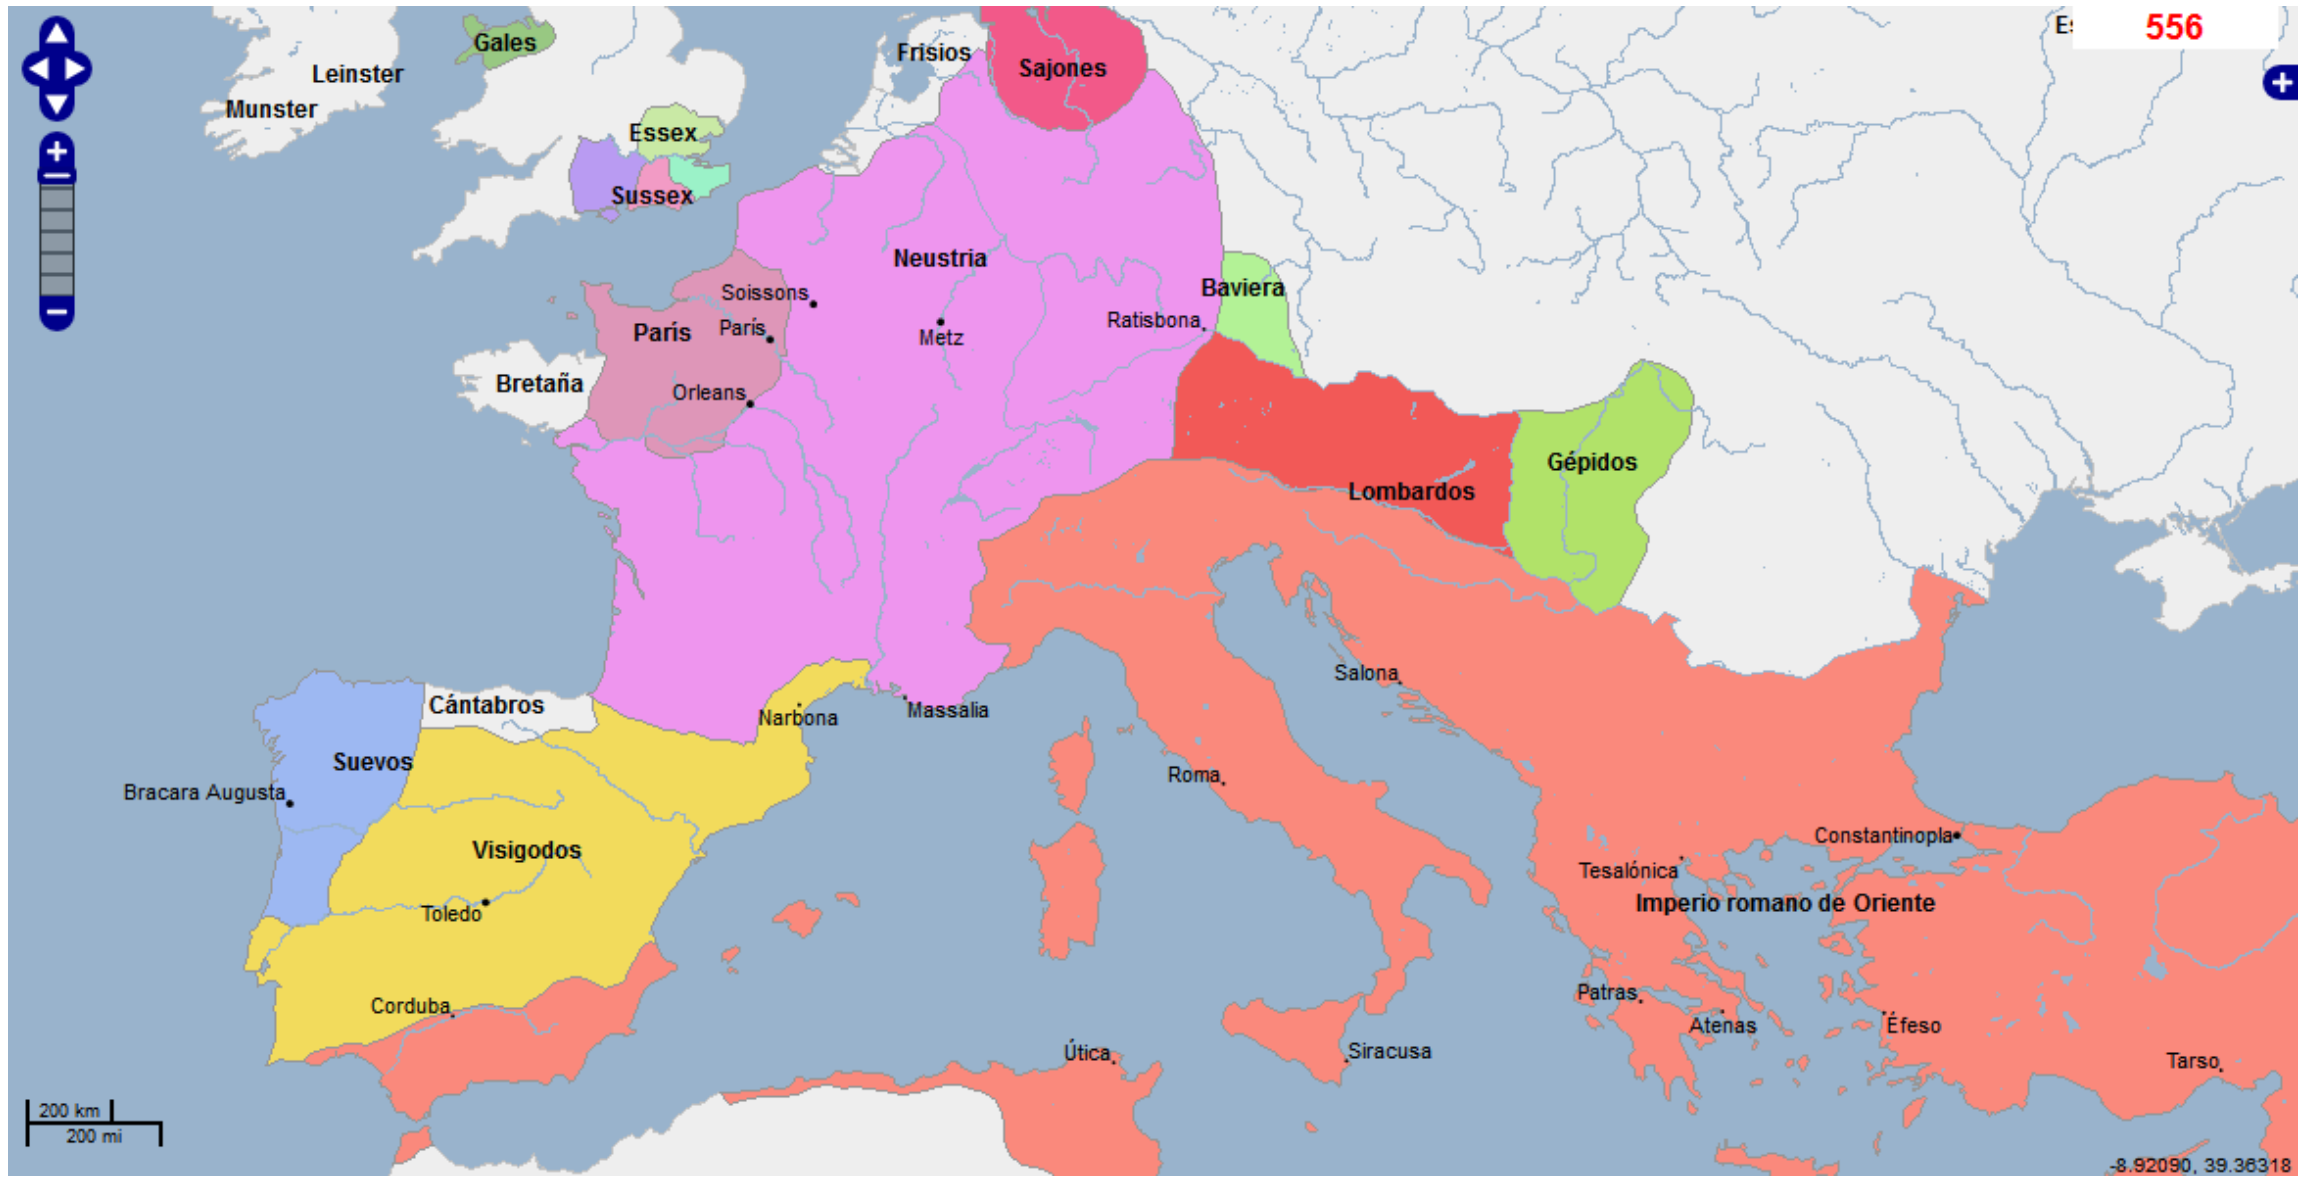 Es
556
Gales
Frisios
Leinster
Sajones
Munster
+
+
Essex
Sussex
Neustria
Baviera
Soissons
París
París
Ratisbona
Metz
Bretaña
Orleans
Gépidos
Lombardos
Salona
Cántabros
Narbona
Massalia
Suevos
Roma
Bracara Augusta
Visigodos
Constantinopla
Tesalónica
Toledo
Imperio romano de Oriente
Corduba
Patras
Atenas
Éfeso
Útica
Siracusa
Tarso
200 km
200 mi
-8.92090, 39.36318